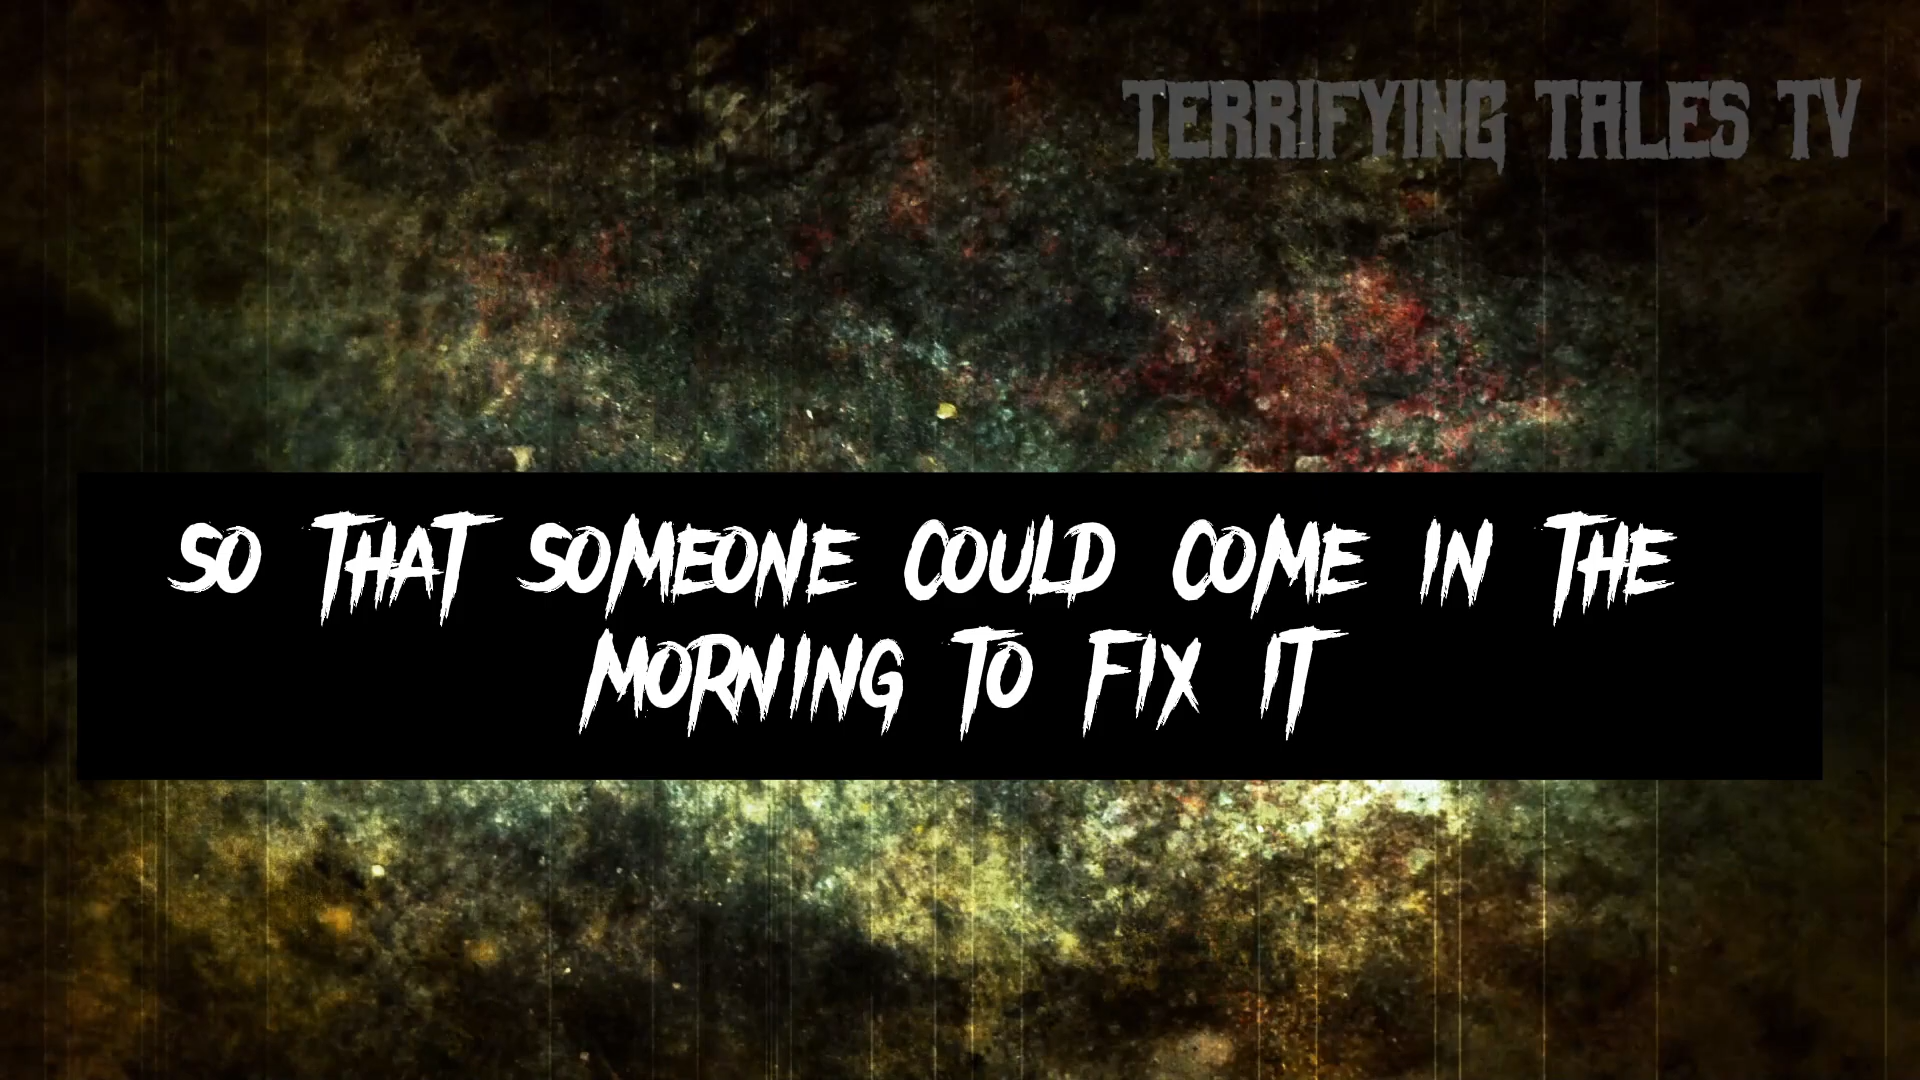 TERRIFYING TALES TV
SO THAT SOMEONE COULD COME IN THE
MORNING TO FIX IT